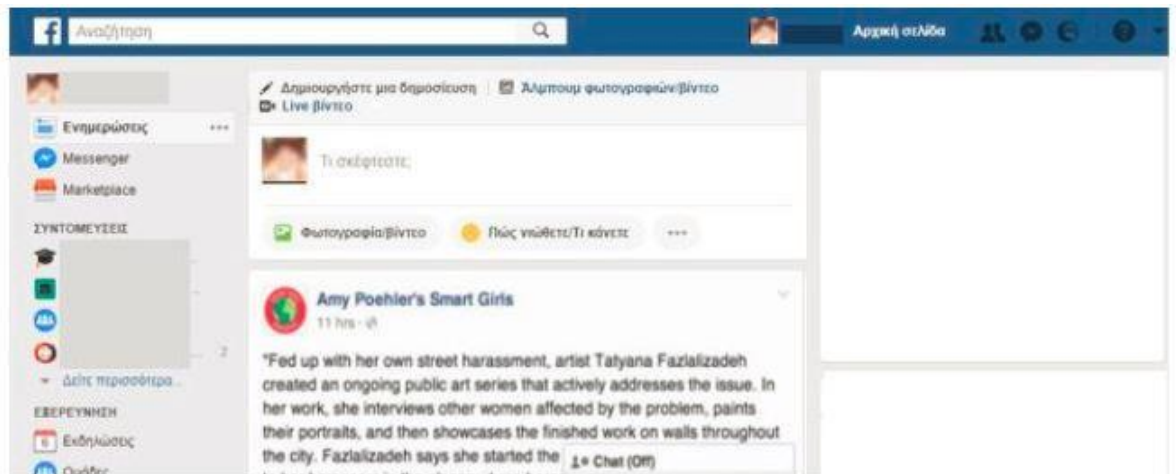 f Αναζήτηση
Αρχική σελίδα
Ενημερώσεις
Messenger
Marketplace
ΣΥΝΤΟΜΕΥΣΕΙΣ
2
Δείτε περισσότερα...
ΕΞΕΡΕΥΝΗΣΗ
6 Εκδηλώσεις
Ομάδες
Δημιουργήστε μια δημοσίευση Άλμπουμ φωτογραφιών/βίντεο
Live βίντεο
Τι σκέφτεστε;
Φωτογραφία/Βίντεο Πώς νιώθετε/Τι κάνετε
Amy Poehler's Smart Girls
11 hrs ·
"Fed up with her own street harassment, artist Tatyana Fazlalizadeh
created an ongoing public art series that actively addresses the issue. In
her work, she interviews other women affected by the problem, paints
their portraits, and then showcases the finished work on walls throughout
the city. Fazlalizadeh says she started the
Chat (Off)